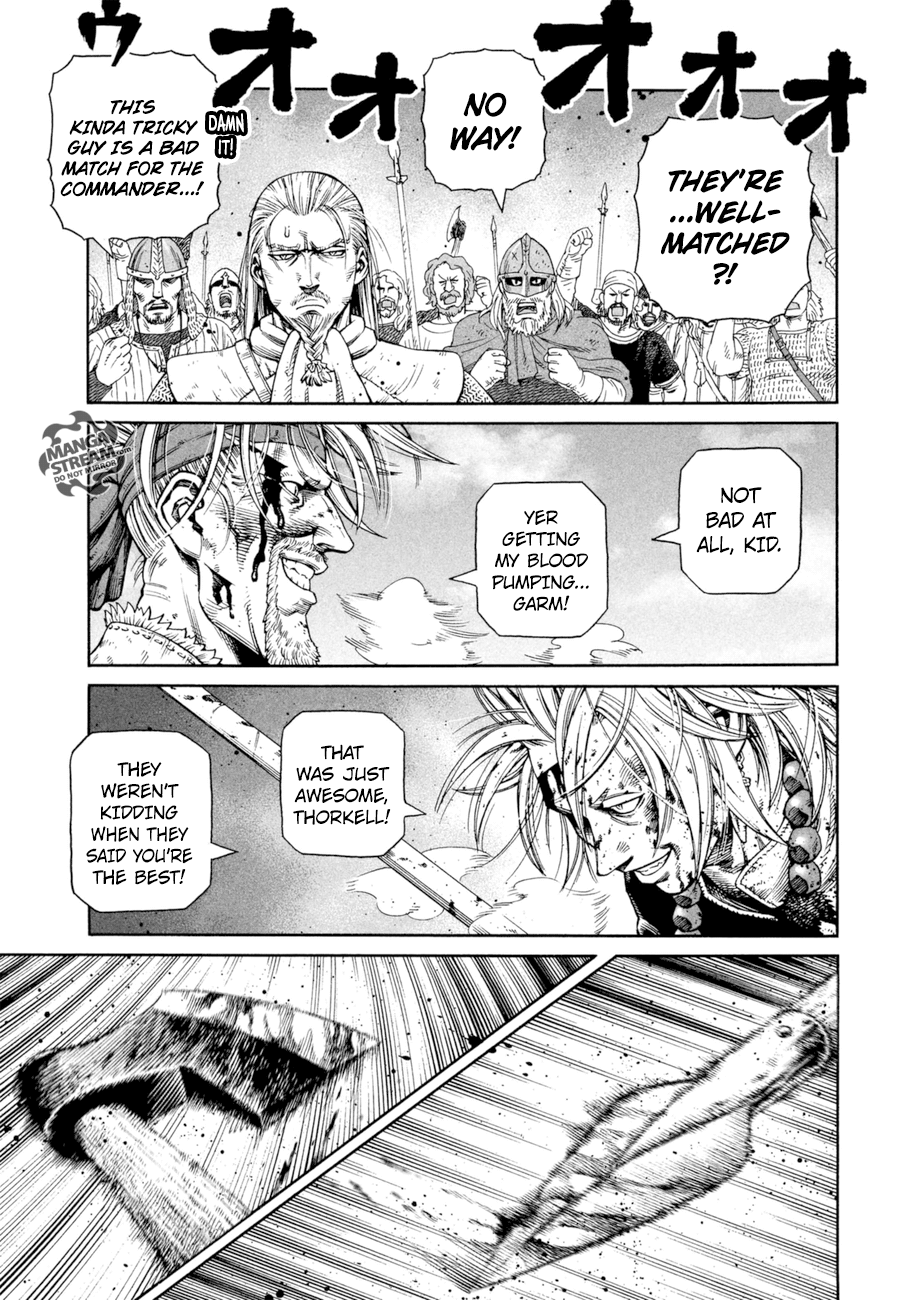 ウオオオオオ
THEY'RE
...WELL-
MATCHED
?!
NO
WAY!
THIS
KINDA TRICKY
GUY IS A BAD
MATCH FOR THE
COMMANDER...!
DAMN
IT!
NOT
BAD AT
ALL, KID.
YER
GETTING
MY BLOOD
PUMPING...
GARM!
MANGA
STREAM.com
DO NOT MIRROR
THAT
WAS JUST
AWESOME,
THORKELL!
THEY
WEREN'T
KIDDING
WHEN THEY
SAID YOU'RE
THE BEST!